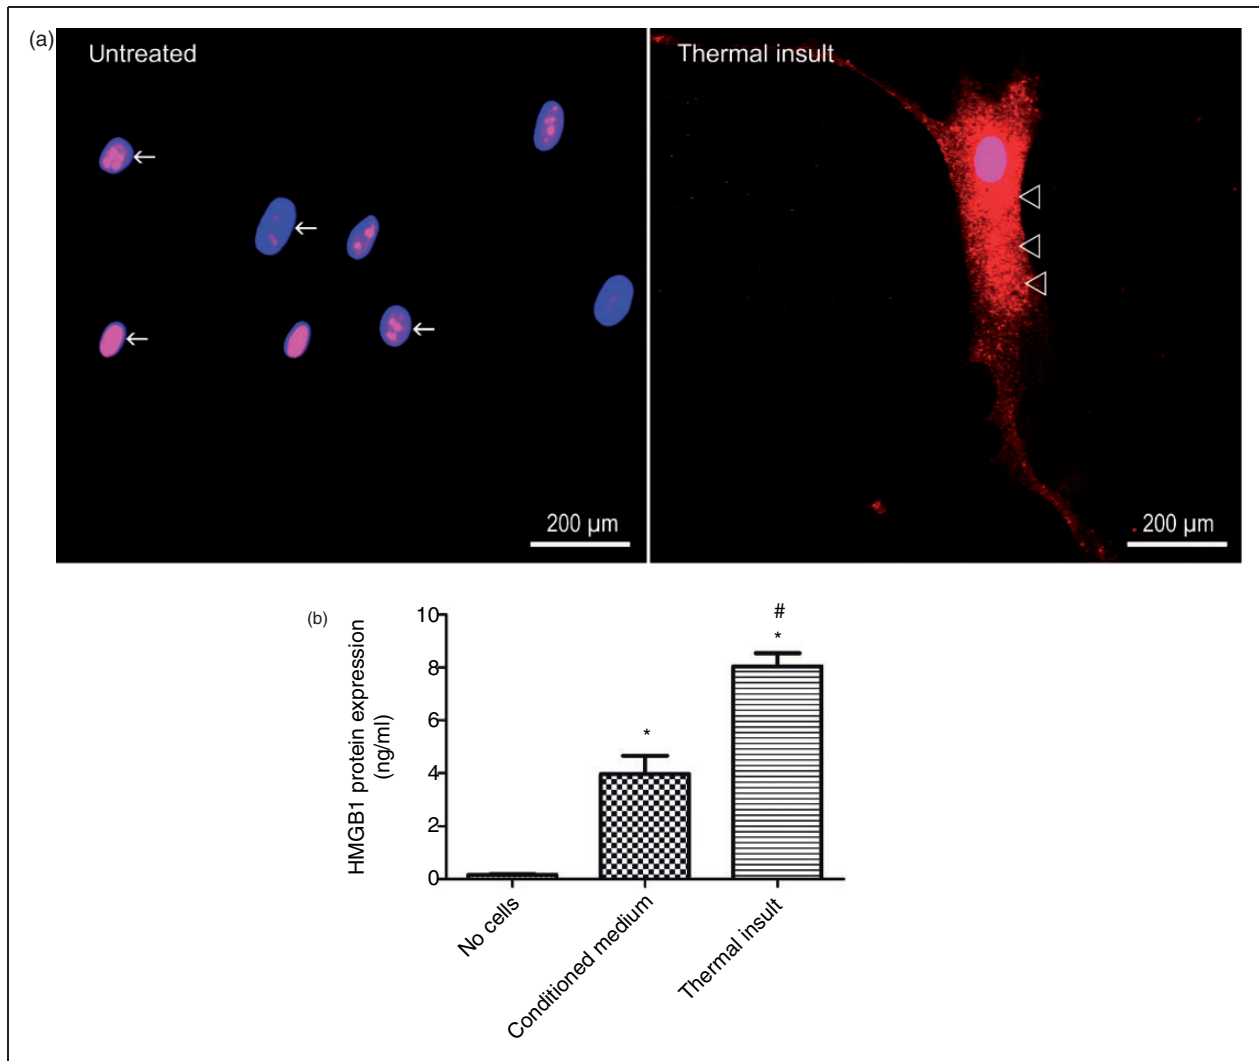 (a)
Untreated
Thermal insult
200 µm
200 µm
(b)
HMGB1 protein expression
(ng/ml)
10
8
6
4
2
0
*
#
*
No cells
Conditioned medium
Thermal insult